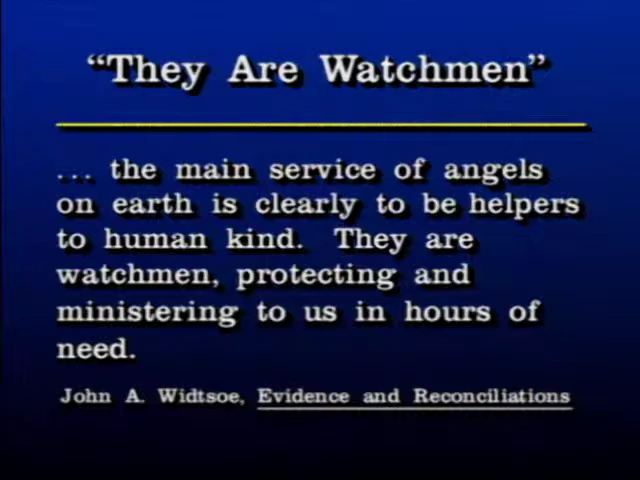 “They Are Watchmen”
... the main service of angels
on earth is clearly to be helpers
to human kind. They are
watchmen, protecting and
ministering to us in hours of
need.
John A. Widtsoe, Evidence and Reconciliations